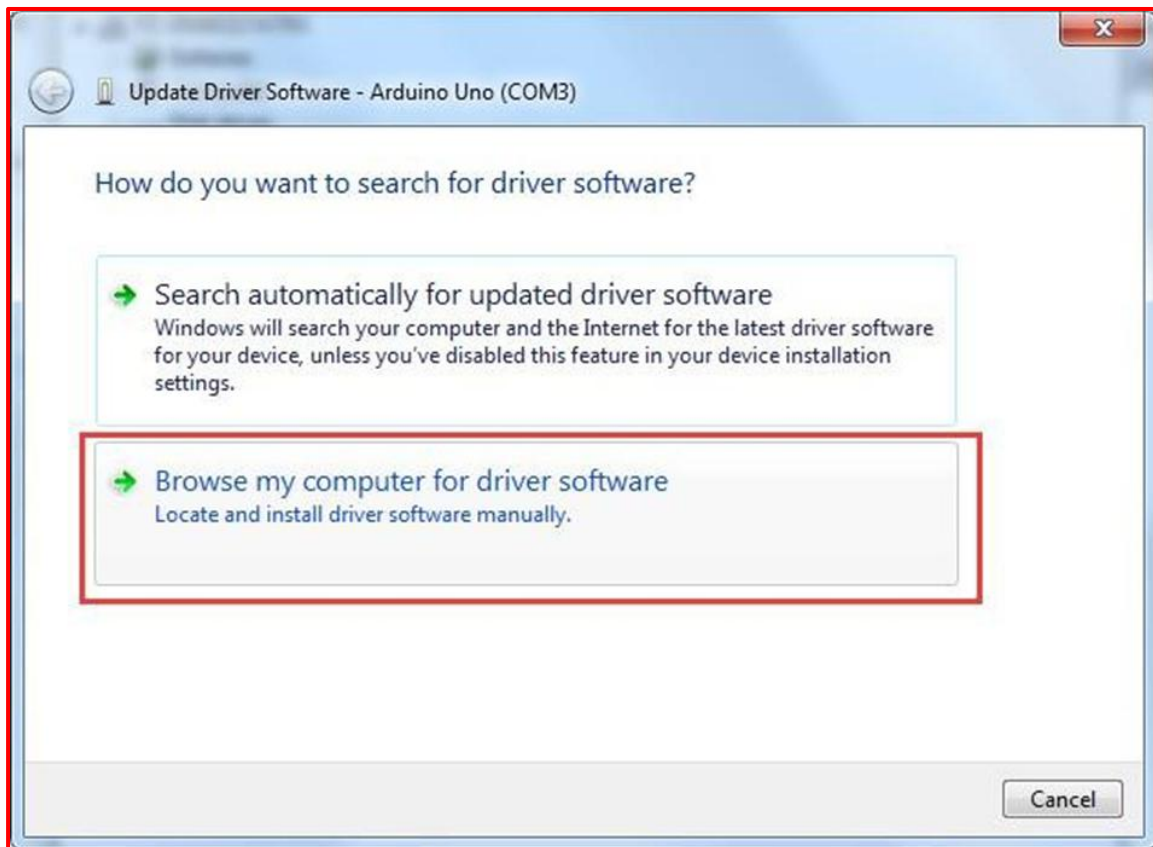 Update Driver Software - Arduino Uno (COM3)
How do you want to search for driver software?
Search automatically for updated driver software
Windows will search your computer and the Internet for the latest driver software
for your device, unless you've disabled this feature in your device installation
settings.
Browse my computer for driver software
Locate and install driver software manually.
Cancel